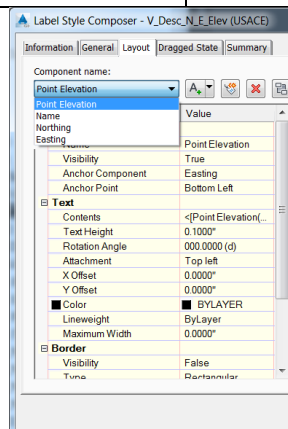 Label Style Composer - V_Desc_N_E_Elev (USACE)
Information General Layout Dragged State Summary
Component name:
Point Elevation
Point Elevation
Name
Northing
Easting
Value
Name Point Elevation
Visibility True
Anchor Component Easting
Anchor Point Bottom Left
Text
Contents <[Point Elevation(...
Text Height 0.1000"
Rotation Angle 000.0000 (d)
Attachment Top left
X Offset 0.0000"
Y Offset 0.0000"
Color BYLAYER
Lineweight ByLayer
Maximum Width 0.0000"
Border
Visibility False
Type Rectangular